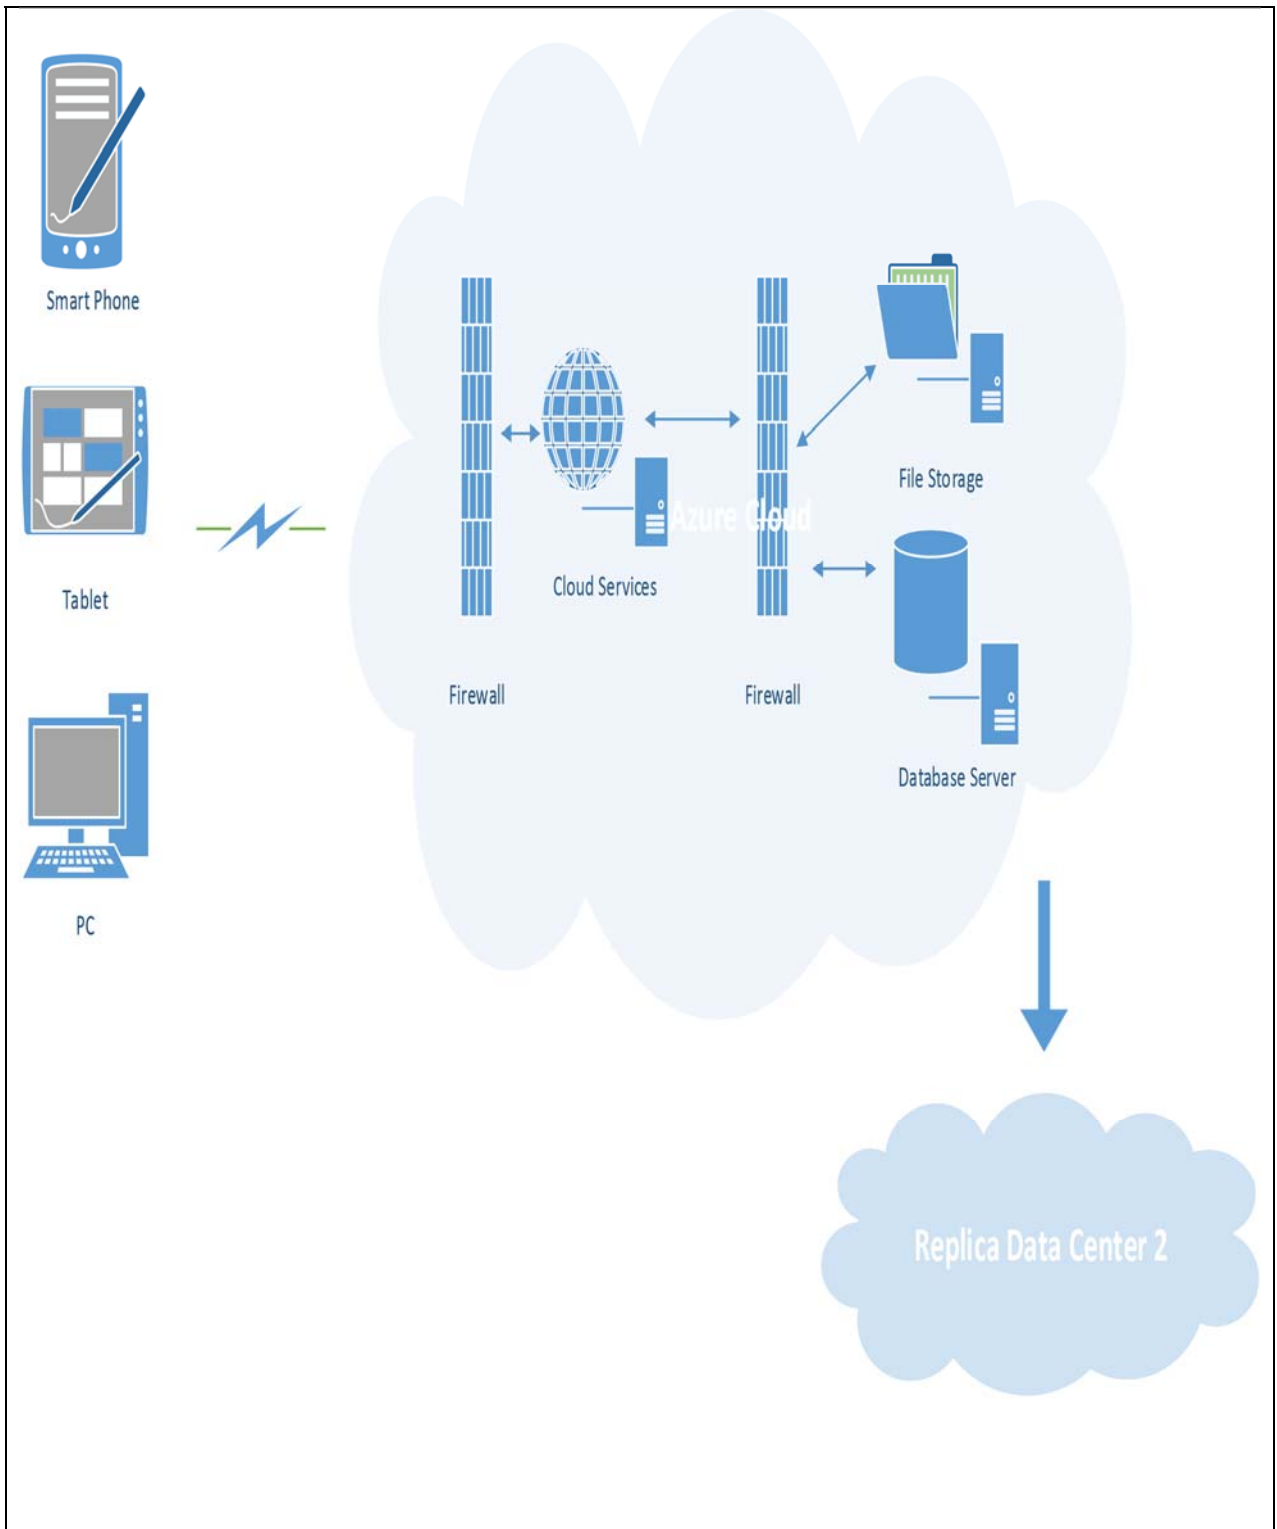 Smart Phone
Tablet
PC
Azure Cloud
Firewall
Cloud Services
Firewall
File Storage
Database Server
Replica Data Center 2